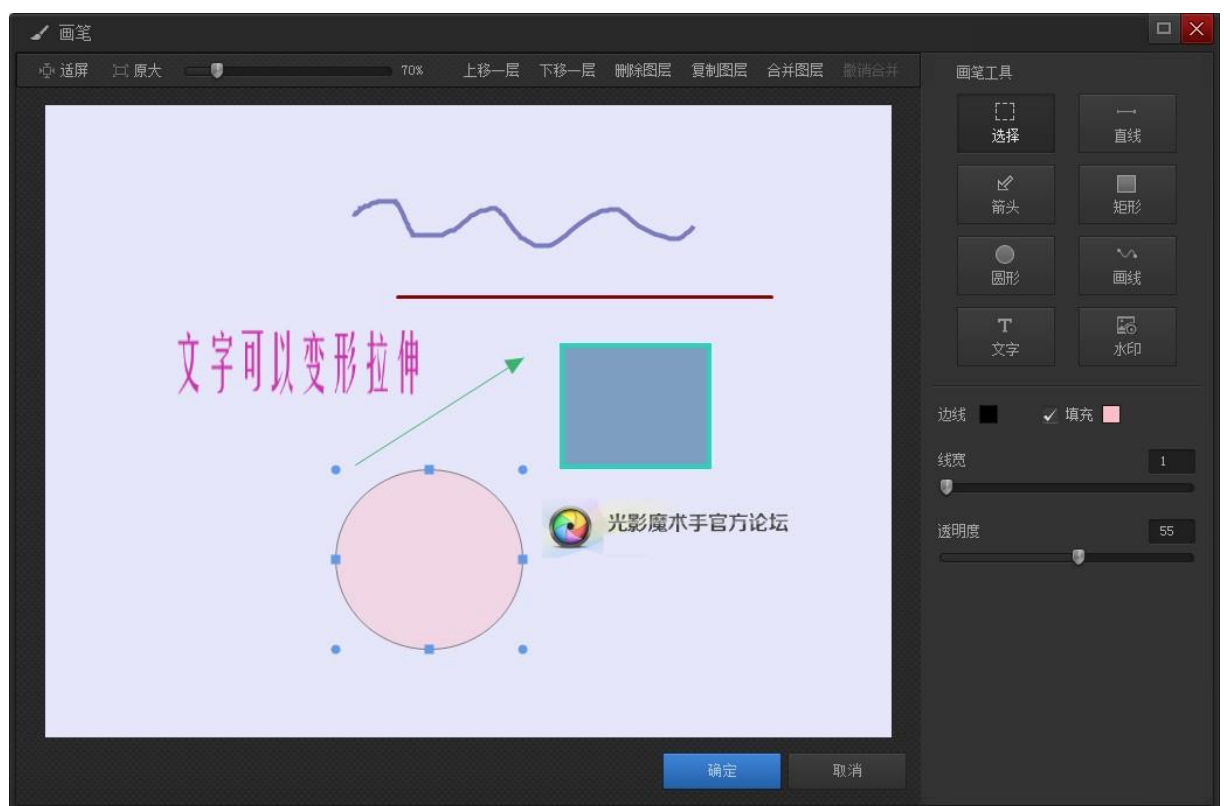 画笔
适屏 原大 70% 上移一层 下移一层 删除图层 复制图层 合并图层 撤销合并
画笔工具
选择 直线
箭头 矩形
圆形 画线
T
文字 水印
文字可以变形拉伸
边线 填充
线宽 1
光影魔术手官方论坛
透明度 55
确定 取消